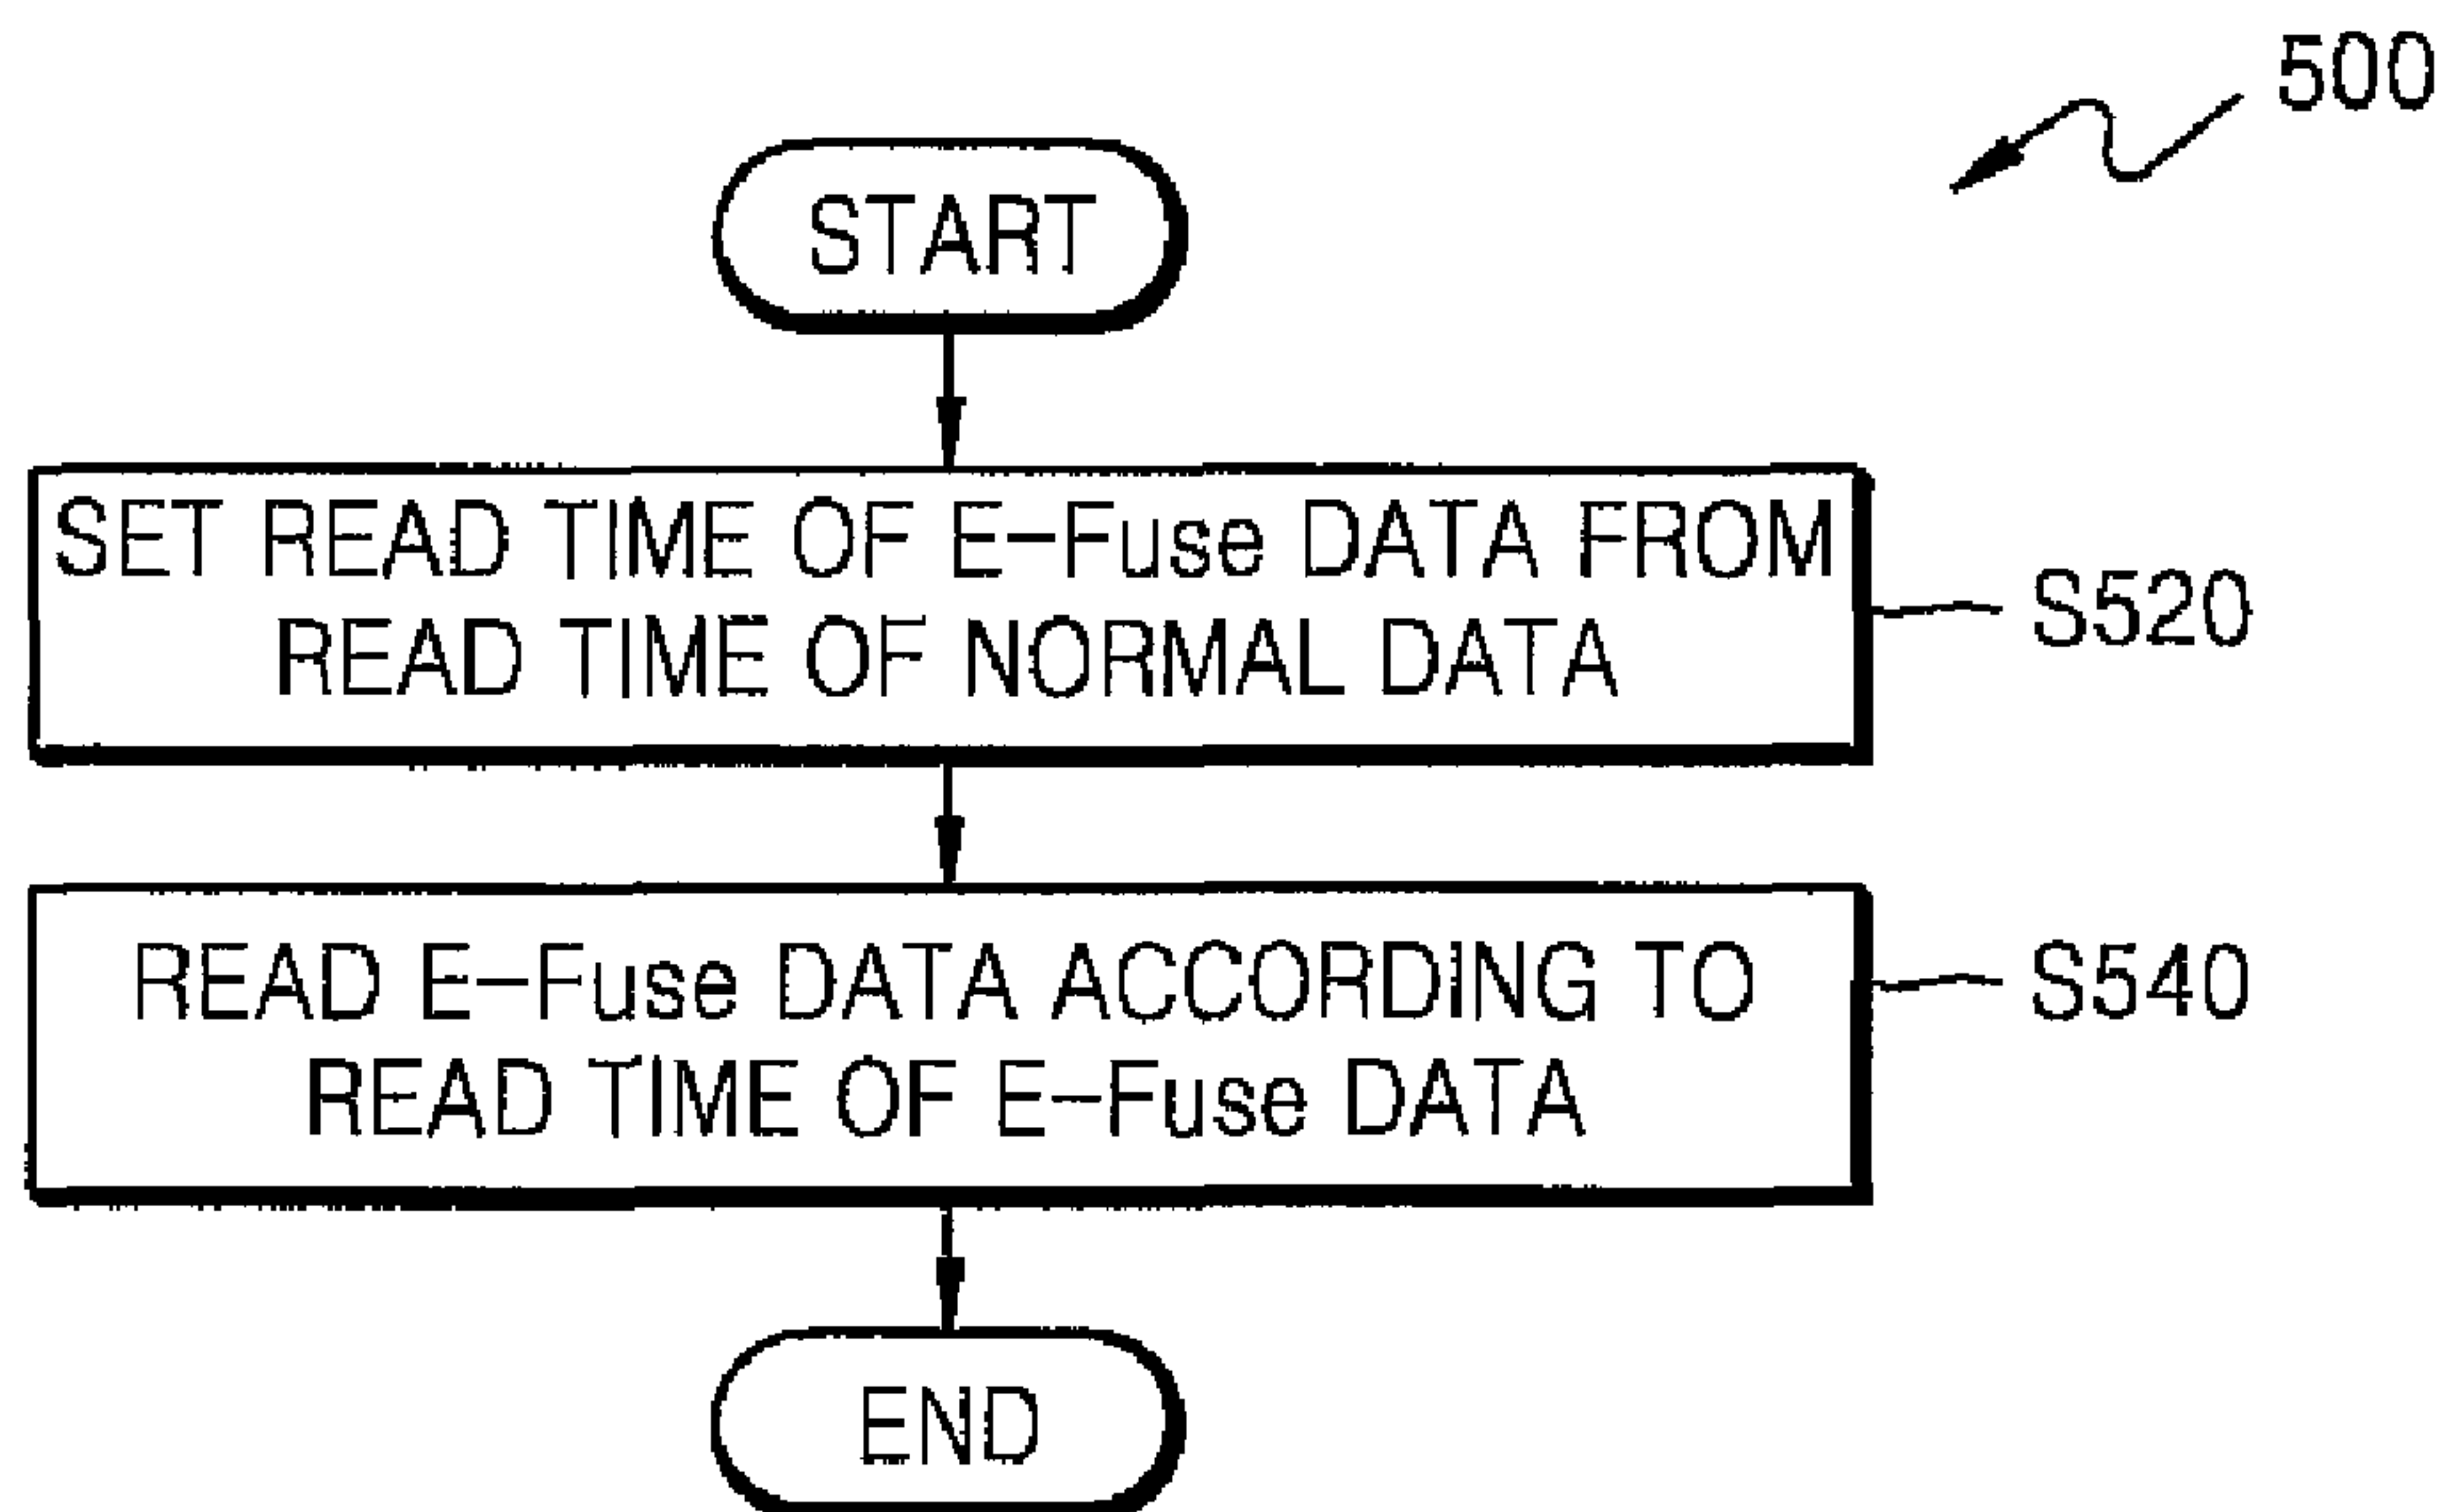 500
START
SET READ TIME OF E-Fuse DATA FROM
READ TIME OF NORMAL DATA
S520
READ E-Fuse DATA ACCORDING TO
READ TIME OF E-Fuse DATA
S540
END